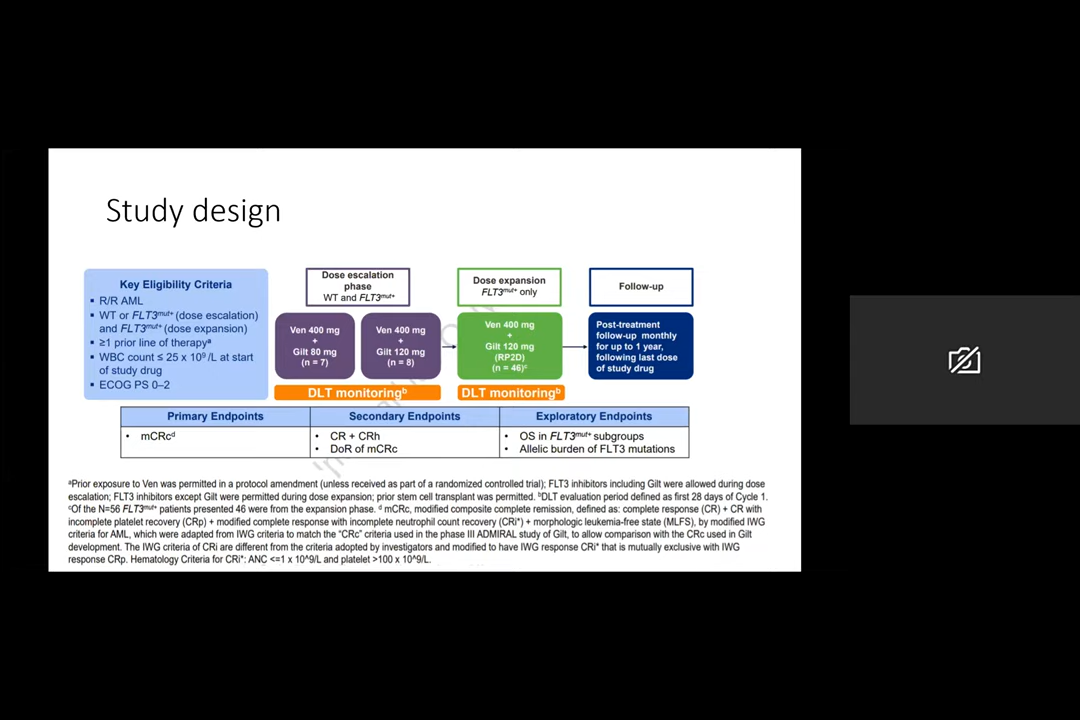 Study design
Key Eligibility Criteria
▪ R/R AML
▪ WT or FLT3mut+ (dose escalation)
and FLT3mut+ (dose expansion)
▪ ≥1 prior line of therapyᵃ
▪ WBC count ≤ 25 x 10⁹ /L at start
of study drug
▪ ECOG PS 0–2
Dose escalation
phase
WT and FLT3mut+
Ven 400 mg
+
Gilt 80 mg
(n = 7)
Ven 400 mg
+
Gilt 120 mg
(n = 8)
DLT monitoringᵇ
Dose expansion
FLT3mut+ only
Ven 400 mg
+
Gilt 120 mg
(RP2D)
(n = 46)ᶜ
DLT monitoringᵇ
Follow-up
Post-treatment
follow-up monthly
for up to 1 year,
following last dose
of study drug
Primary Endpoints
• mCRcᵈ
Secondary Endpoints
• CR + CRh
• DoR of mCRc
Exploratory Endpoints
• OS in FLT3mut+ subgroups
• Allelic burden of FLT3 mutations
ᵃPrior exposure to Ven was permitted in a protocol amendment (unless received as part of a randomized controlled trial); FLT3 inhibitors including Gilt were allowed during dose
escalation; FLT3 inhibitors except Gilt were permitted during dose expansion; prior stem cell transplant was permitted. ᵇDLT evaluation period defined as first 28 days of Cycle 1.
ᶜOf the N=56 FLT3mut+ patients presented 46 were from the expansion phase. ᵈ mCRc, modified composite complete remission, defined as: complete response (CR) + CR with
incomplete platelet recovery (CRp) + modified complete response with incomplete neutrophil count recovery (CRi*) + morphologic leukemia-free state (MLFS), by modified IWG
criteria for AML, which were adapted from IWG criteria to match the “CRc” criteria used in the phase III ADMIRAL study of Gilt, to allow comparison with the CRc used in Gilt
development. The IWG criteria of CRi are different from the criteria adopted by investigators and modified to have IWG response CRi* that is mutually exclusive with IWG
response CRp. Hematology Criteria for CRi*: ANC <=1 x 10^9/L and platelet >100 x 10^9/L.